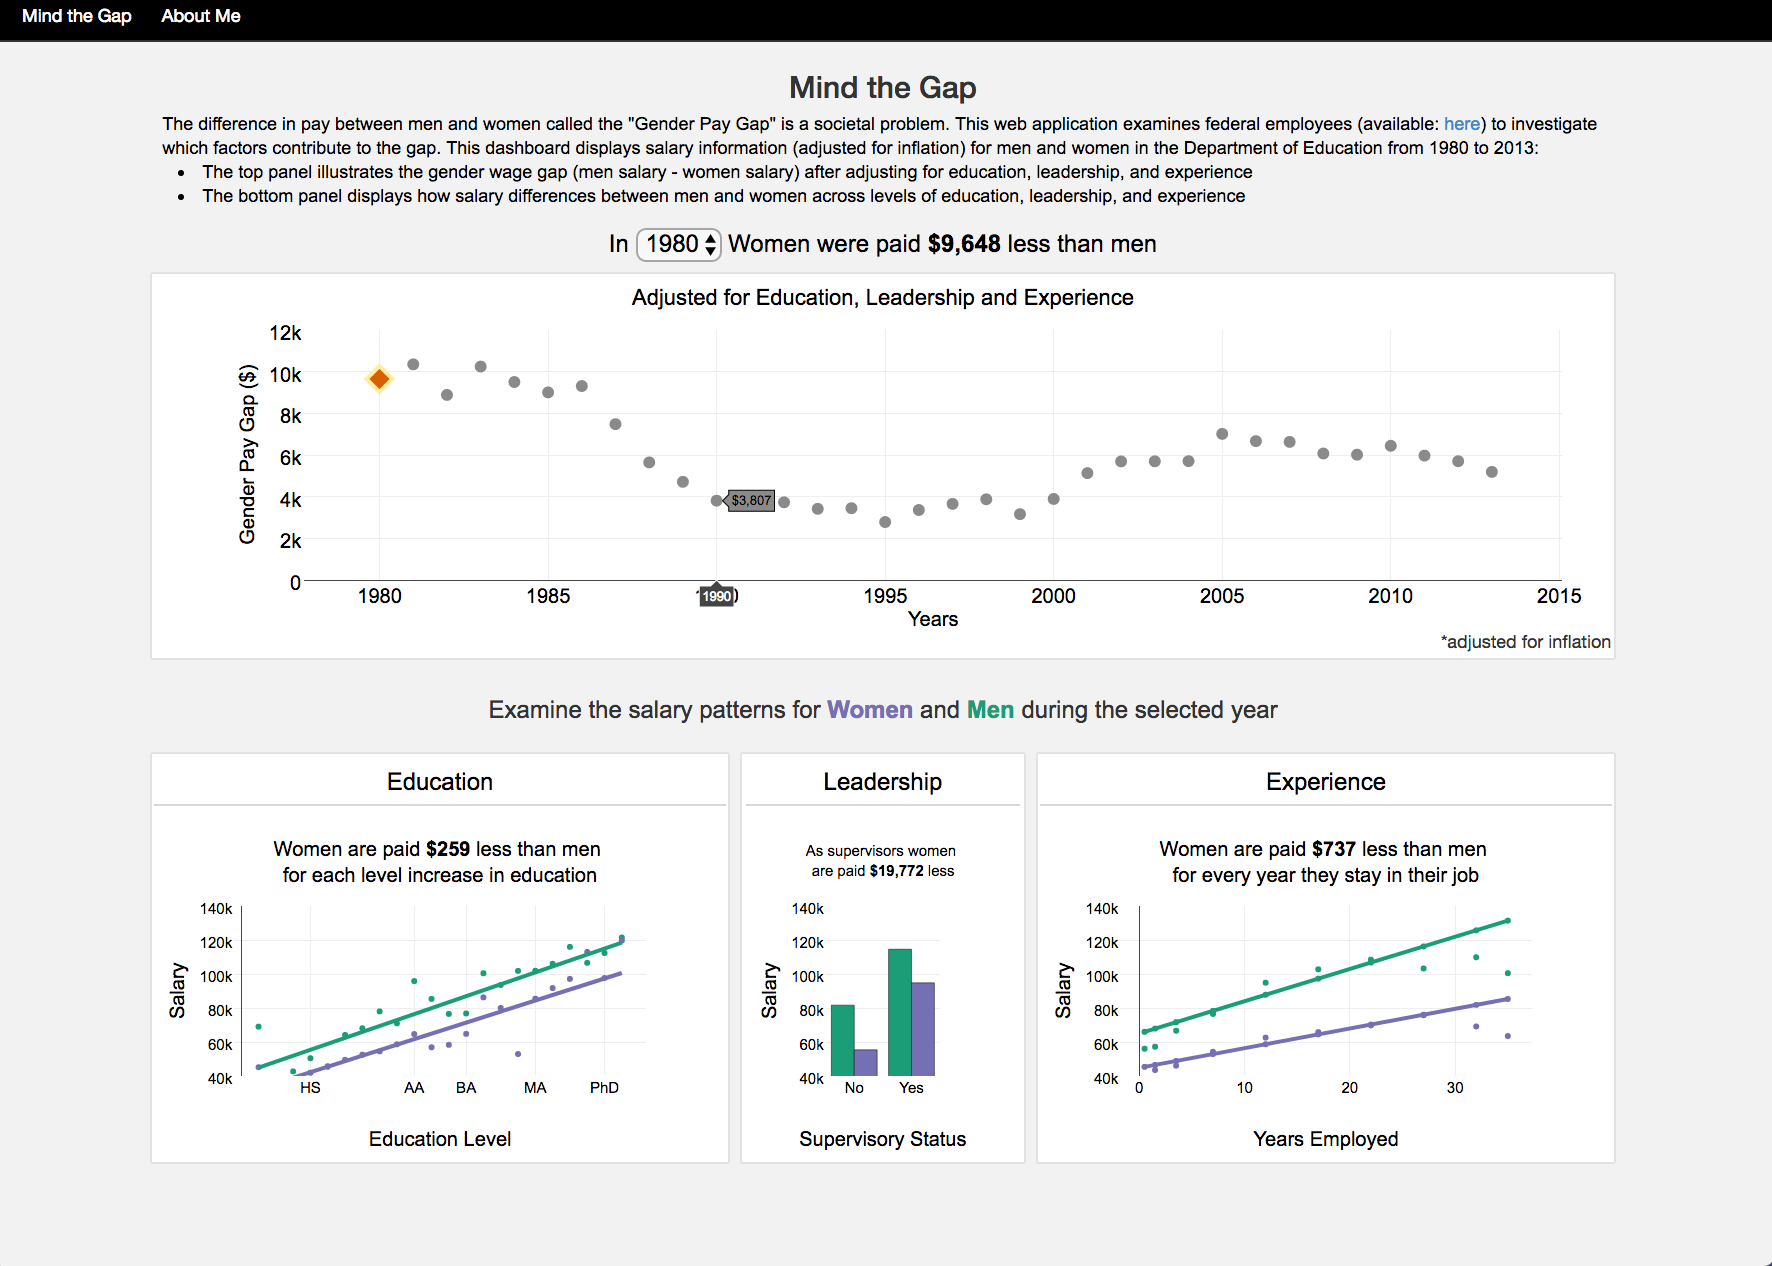 Mind the Gap About Me
Mind the Gap
The difference in pay between men and women called the "Gender Pay Gap" is a societal problem. This web application examines federal employees (available: here) to investigate
which factors contribute to the gap. This dashboard displays salary information (adjusted for inflation) for men and women in the Department of Education from 1980 to 2013:
• The top panel illustrates the gender wage gap (men salary - women salary) after adjusting for education, leadership, and experience
• The bottom panel displays how salary differences between men and women across levels of education, leadership, and experience
In 1980 Women were paid $9,648 less than men
Adjusted for Education, Leadership and Experience
Gender Pay Gap ($)
12k
10k
8k
6k
4k
2k
0
$3,807
1980 1985 1990 1995 2000 2005 2010 2015
Years
*adjusted for inflation
Examine the salary patterns for Women and Men during the selected year
Education
Women are paid $259 less than men
for each level increase in education
Salary
140k
120k
100k
80k
60k
40k
HS AA BA MA PhD
Education Level
Leadership
As supervisors women
are paid $19,772 less
Salary
140k
120k
100k
80k
60k
40k
No Yes
Supervisory Status
Experience
Women are paid $737 less than men
for every year they stay in their job
Salary
140k
120k
100k
80k
60k
40k
0 10 20 30
Years Employed